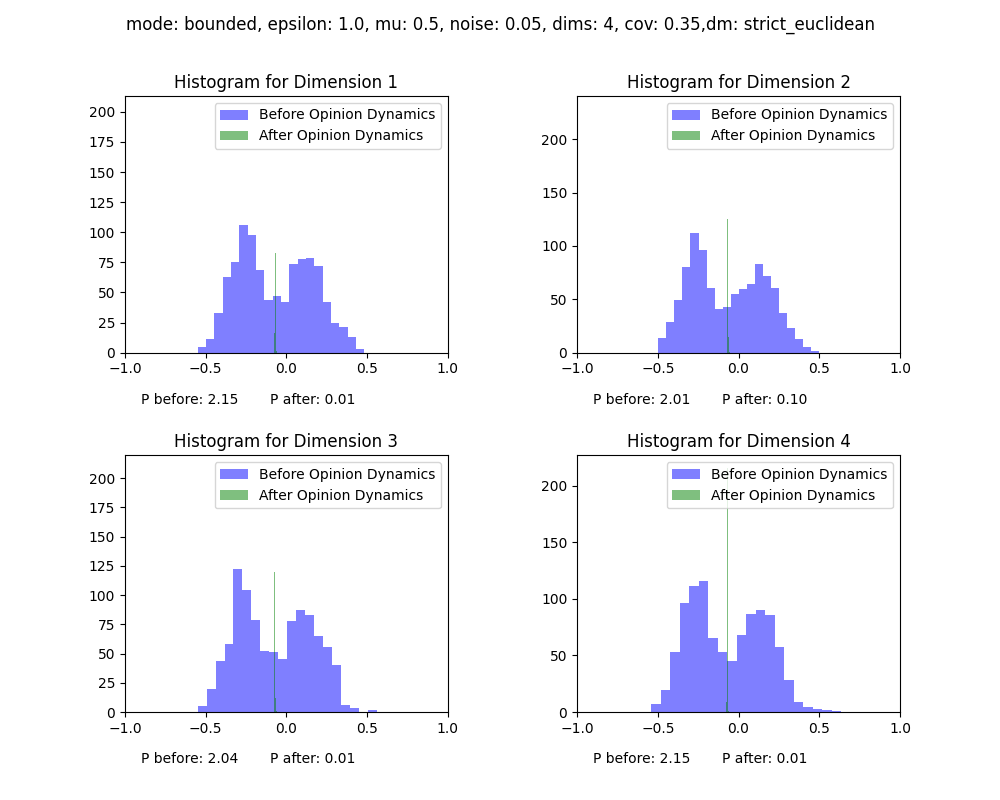 mode: bounded, epsilon: 1.0, mu: 0.5, noise: 0.05, dims: 4, cov: 0.35,dm: strict_euclidean
Histogram for Dimension 1
Before Opinion Dynamics
After Opinion Dynamics
200
175
150
125
100
75
50
25
0
−1.0 −0.5 0.0 0.5 1.0
P before: 2.15 P after: 0.01
Histogram for Dimension 2
Before Opinion Dynamics
After Opinion Dynamics
200
150
100
50
0
−1.0 −0.5 0.0 0.5 1.0
P before: 2.01 P after: 0.10
Histogram for Dimension 3
Before Opinion Dynamics
After Opinion Dynamics
200
175
150
125
100
75
50
25
0
−1.0 −0.5 0.0 0.5 1.0
P before: 2.04 P after: 0.01
Histogram for Dimension 4
Before Opinion Dynamics
After Opinion Dynamics
200
150
100
50
0
−1.0 −0.5 0.0 0.5 1.0
P before: 2.15 P after: 0.01